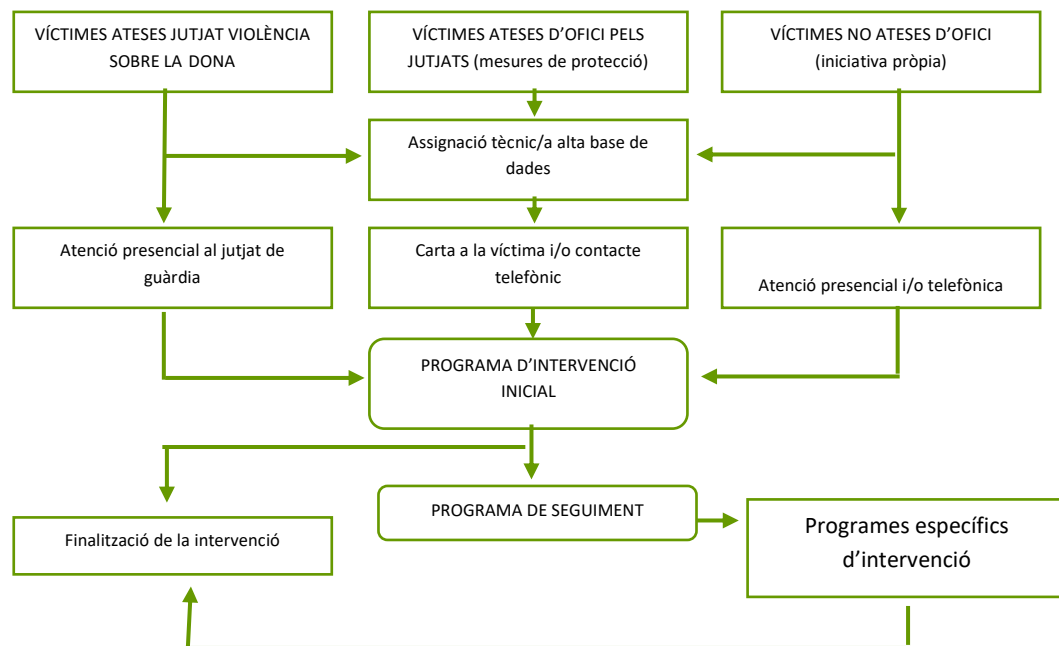 VÍCTIMES ATESES JUTJAT VIOLÈNCIA
SOBRE LA DONA
VÍCTIMES ATESES D’OFICI PELS
JUTJATS (mesures de protecció)
VÍCTIMES NO ATESES D’OFICI
(iniciativa pròpia)
Assignació tècnic/a alta base de
dades
Atenció presencial al jutjat de
guàrdia
Carta a la víctima i/o contacte
telefònic
Atenció presencial i/o telefònica
PROGRAMA D’INTERVENCIÓ
INICIAL
PROGRAMA DE SEGUIMENT
Finalització de la intervenció
Programes específics
d’intervenció